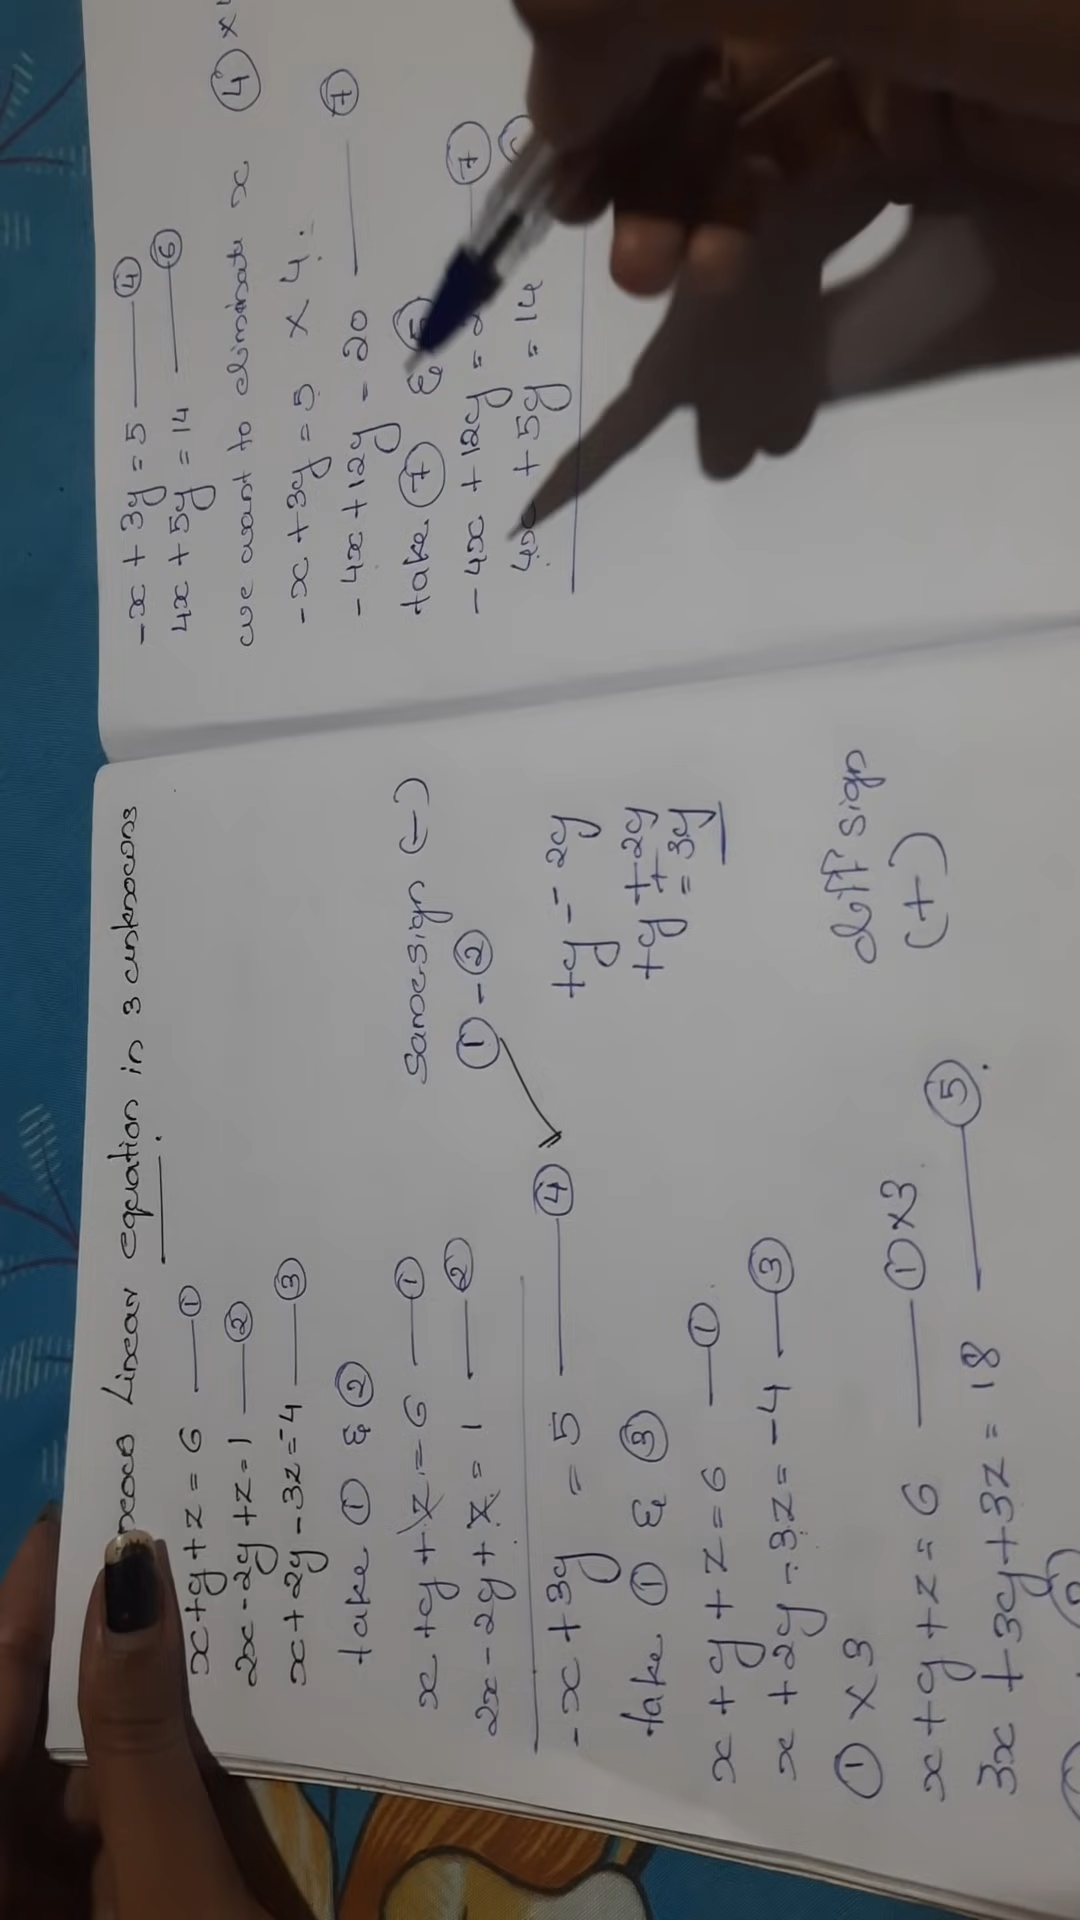 Linear equation in 3 unknowns
x+y+z=6 ——①
2x-2y+z=1 ——②
x+2y-3z=-4 ——③
take ① & ②
x+y+z=6 ——①
2x-2y+z=1 ——②
-x+3y =5 ——④
same sign (-)
①-②
+y--2y
+y++2y
=3y
take ① & ③
x+y+z=6 ——①.
x+2y-3z=-4 ——③
diff sign
(+)
① x 3
x+y+z=6 ——①x3.
3x+3y+3z=18 ——⑤.
-x+3y=5 ——④
4x+5y=14 ——⑥
we want to eliminate x ④ x
-x+3y=5 x 4.
-4x+12y=20 ——⑦
take ⑦ &
-4x+12y= ——⑦
4x+5y=14